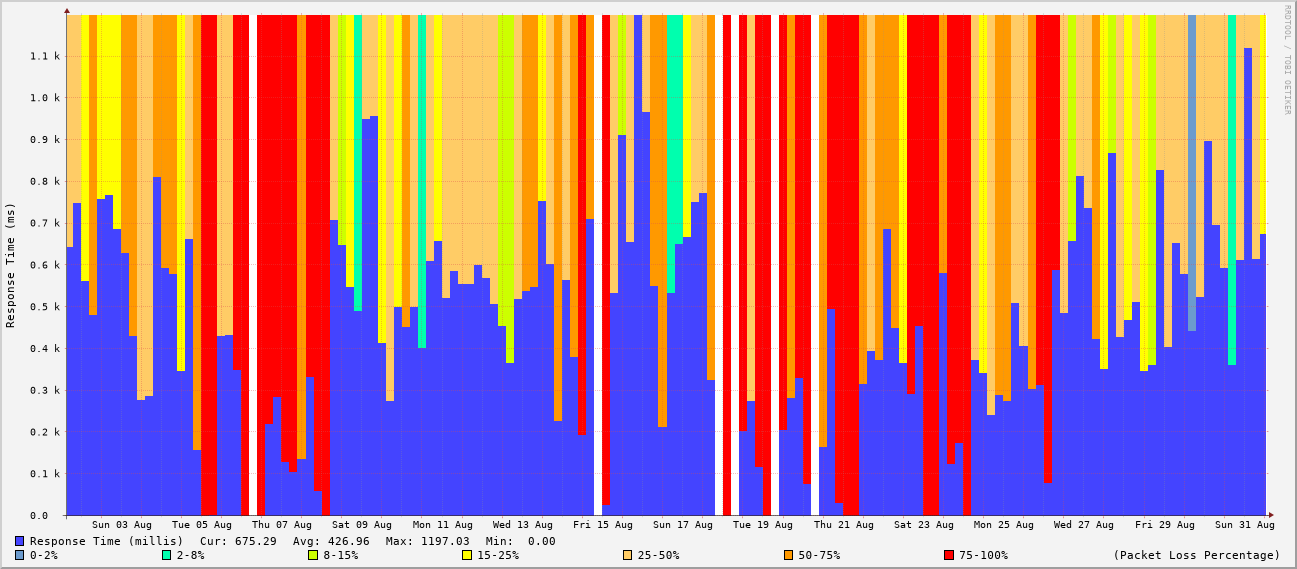 RRDTOOL / TOBI OETIKER
Response Time (ms)
1.1 k
1.0 k
0.9 k
0.8 k
0.7 k
0.6 k
0.5 k
0.4 k
0.3 k
0.2 k
0.1 k
0.0
Sun 03 Aug Tue 05 Aug Thu 07 Aug Sat 09 Aug Mon 11 Aug Wed 13 Aug Fri 15 Aug Sun 17 Aug Tue 19 Aug Thu 21 Aug Sat 23 Aug Mon 25 Aug Wed 27 Aug Fri 29 Aug Sun 31 Aug
Response Time (millis) Cur: 675.29 Avg: 426.96 Max: 1197.03 Min: 0.00
0-2% 2-8% 8-15% 15-25% 25-50% 50-75% 75-100% (Packet Loss Percentage)